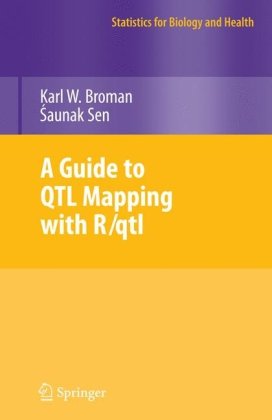 Statistics for Biology and Health
Karl W. Broman
Śaunak Sen
A Guide to
QTL Mapping
with R/qtl
Springer